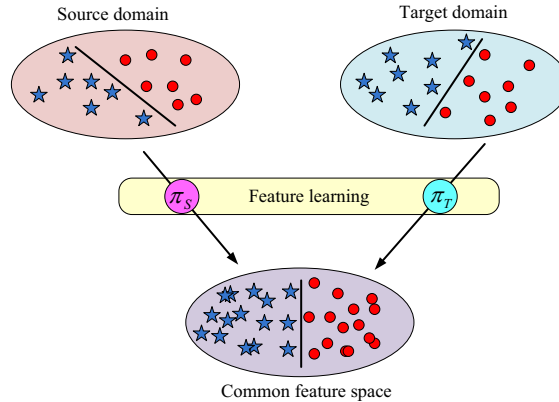 Source domain
Target domain
π_S
Feature learning
π_T
Common feature space